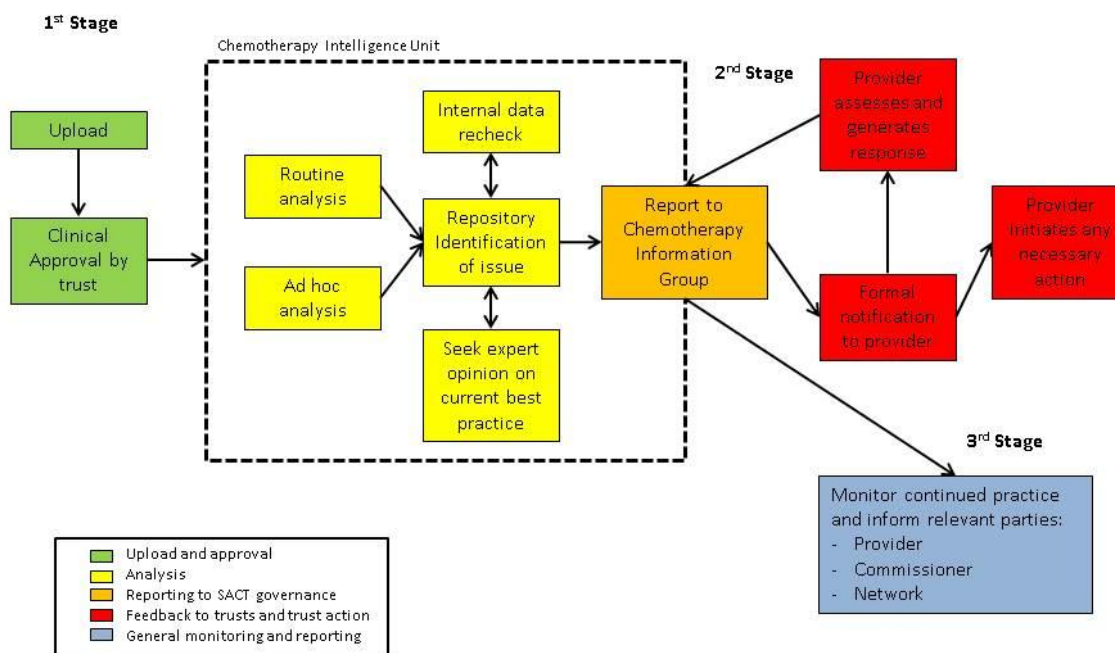 1st Stage
Chemotherapy Intelligence Unit
Upload
Clinical
Approval by
trust
Routine
analysis
Ad hoc
analysis
Internal data
recheck
Repository
Identification
of issue
Seek expert
opinion on
current best
practice
Report to
Chemotherapy
Information
Group
2nd Stage
Provider
assesses and
generates
response
Formal
notification
to provider
Provider
initiates any
necessary
action
3rd Stage
Monitor continued practice
and inform relevant parties:
- Provider
- Commissioner
- Network
Upload and approval
Analysis
Reporting to SACT governance
Feedback to trusts and trust action
General monitoring and reporting